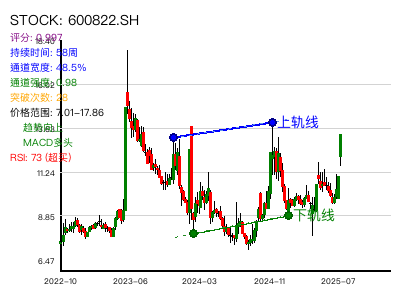 STOCK: 600822.SH
评分: 0.997
持续时间: 58周
通道宽度: 48.5%
通道强度: 0.98
突破次数: 28
价格范围: 7.01—17.86
趋势向上
MACD多头
RSI: 73 (超买)
上轨线
下轨线
11.24
8.85
6.47
2022−10
2023−06
2024−03
2024−11
2025−07